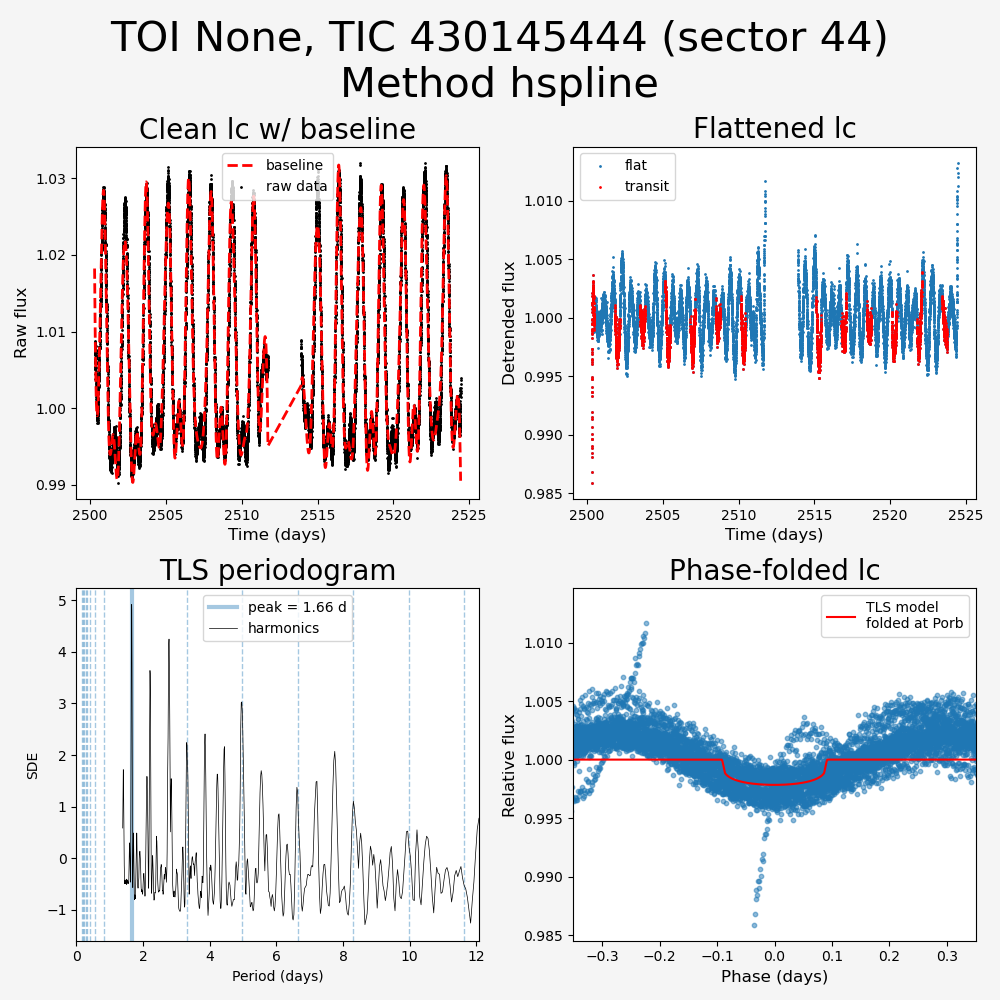 TOI None, TIC 430145444 (sector 44)
Method hspline
Clean lc w/ baseline
baseline
raw data
1.03
1.02
1.01
1.00
0.99
Raw flux
2500
2505
2510
2515
2520
2525
Time (days)
Flattened lc
flat
transit
1.010
1.005
1.000
0.995
0.990
0.985
Detrended flux
2500
2505
2510
2515
2520
2525
Time (days)
TLS periodogram
peak = 1.66 d
harmonics
5
4
3
2
1
0
−1
SDE
0
2
4
6
8
10
12
Period (days)
Phase-folded lc
TLS model
folded at Porb
1.010
1.005
1.000
0.995
0.990
0.985
Relative flux
−0.3
−0.2
−0.1
0.0
0.1
0.2
0.3
Phase (days)